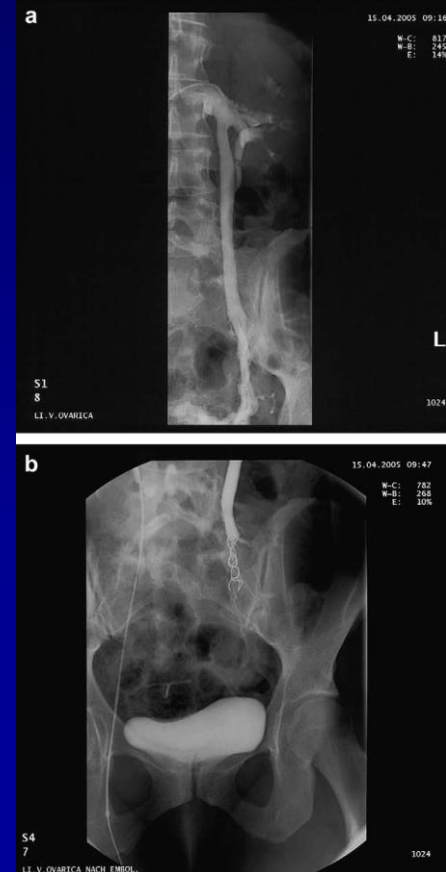 a
15.04.2005 09:16
W-C: 817
W-B: 245
E: 14%
L
S1
8
1024
LI.V.OVARICA
b
15.04.2005 09:47
W-C: 782
W-B: 268
E: 10%
S4
7
1024
LI.V.OVARICA NACH EMBOL.